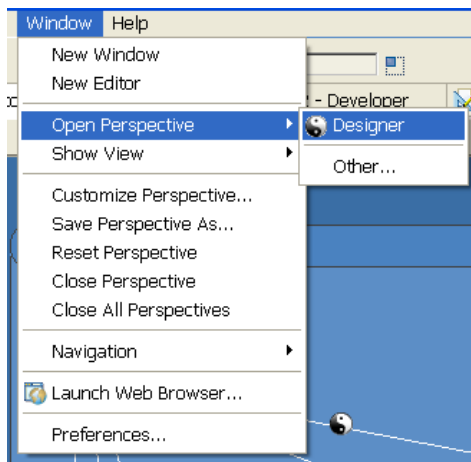 Window Help
New Window
New Editor
- Developer
Open Perspective
Designer
Show View
Other...
Customize Perspective...
Save Perspective As...
Reset Perspective
Close Perspective
Close All Perspectives
Navigation
Launch Web Browser...
Preferences...